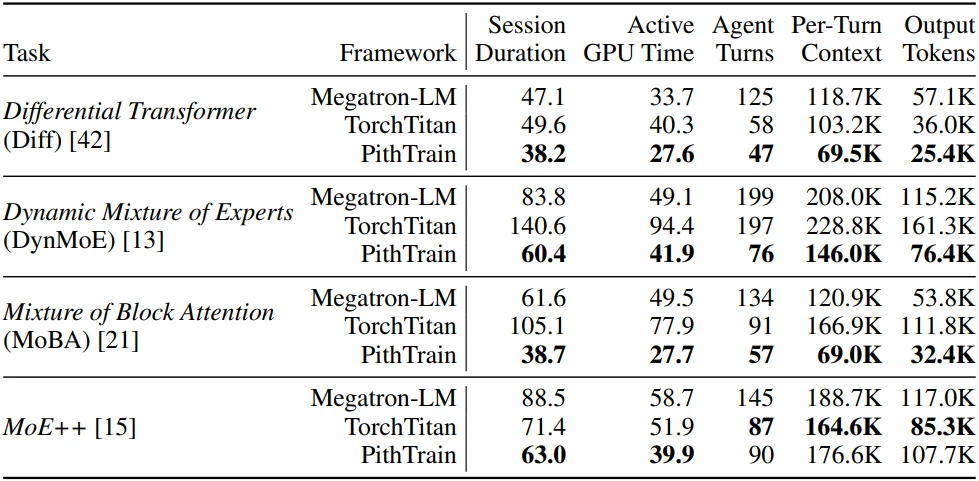 Task Framework Session Duration Active GPU Time Agent Turns Per-Turn Context Output Tokens
Differential Transformer (Diff) [42]
Megatron-LM 47.1 33.7 125 118.7K 57.1K
TorchTitan 49.6 40.3 58 103.2K 36.0K
PithTrain 38.2 27.6 47 69.5K 25.4K
Dynamic Mixture of Experts (DynMoE) [13]
Megatron-LM 83.8 49.1 199 208.0K 115.2K
TorchTitan 140.6 94.4 197 228.8K 161.3K
PithTrain 60.4 41.9 76 146.0K 76.4K
Mixture of Block Attention (MoBA) [21]
Megatron-LM 61.6 49.5 134 120.9K 53.8K
TorchTitan 105.1 77.9 91 166.9K 111.8K
PithTrain 38.7 27.7 57 69.0K 32.4K
MoE++ [15]
Megatron-LM 88.5 58.7 145 188.7K 117.0K
TorchTitan 71.4 51.9 87 164.6K 85.3K
PithTrain 63.0 39.9 90 176.6K 107.7K